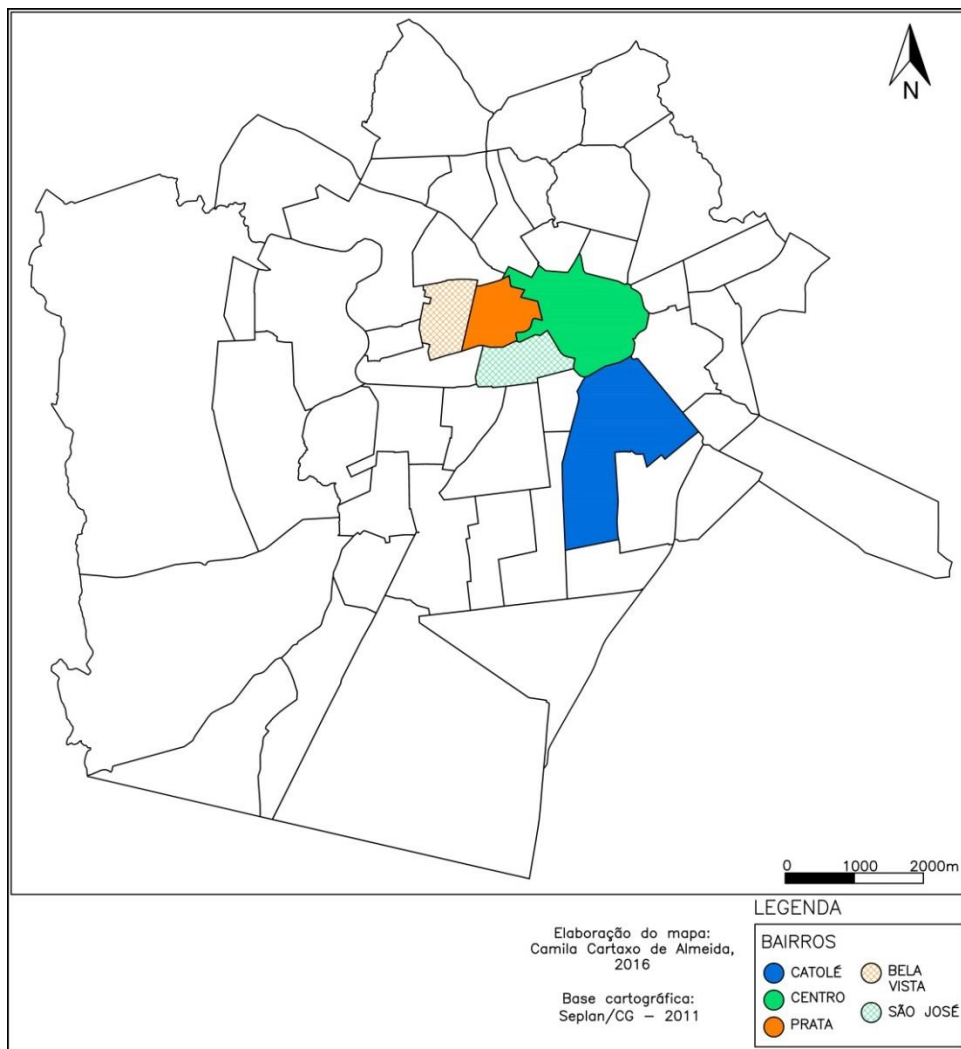 N
0 1000 2000m
Elaboração do mapa:
Camila Cartaxo de Almeida,
2016
Base cartográfica:
Seplan/CG – 2011
LEGENDA
BAIRROS
CATOLÉ
CENTRO
PRATA
BELA
VISTA
SÃO JOSÉ